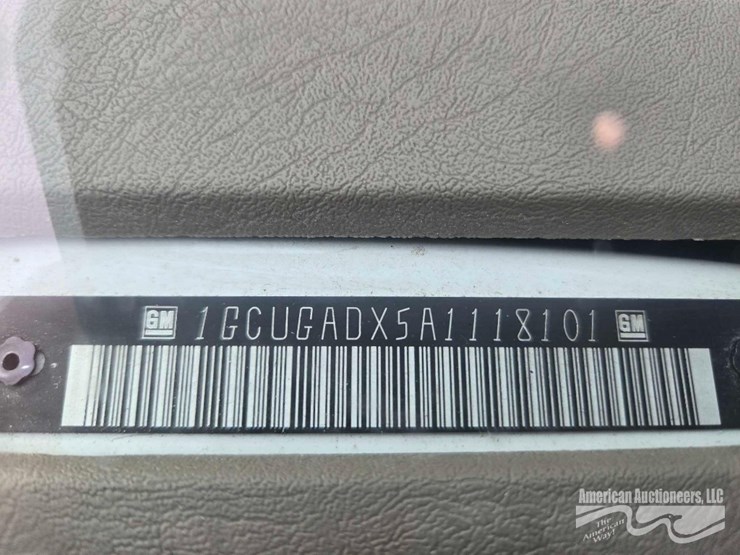 GM 1GCUGADX5A1118101 GM
American Auctioneers, LLC
The
American
Way!